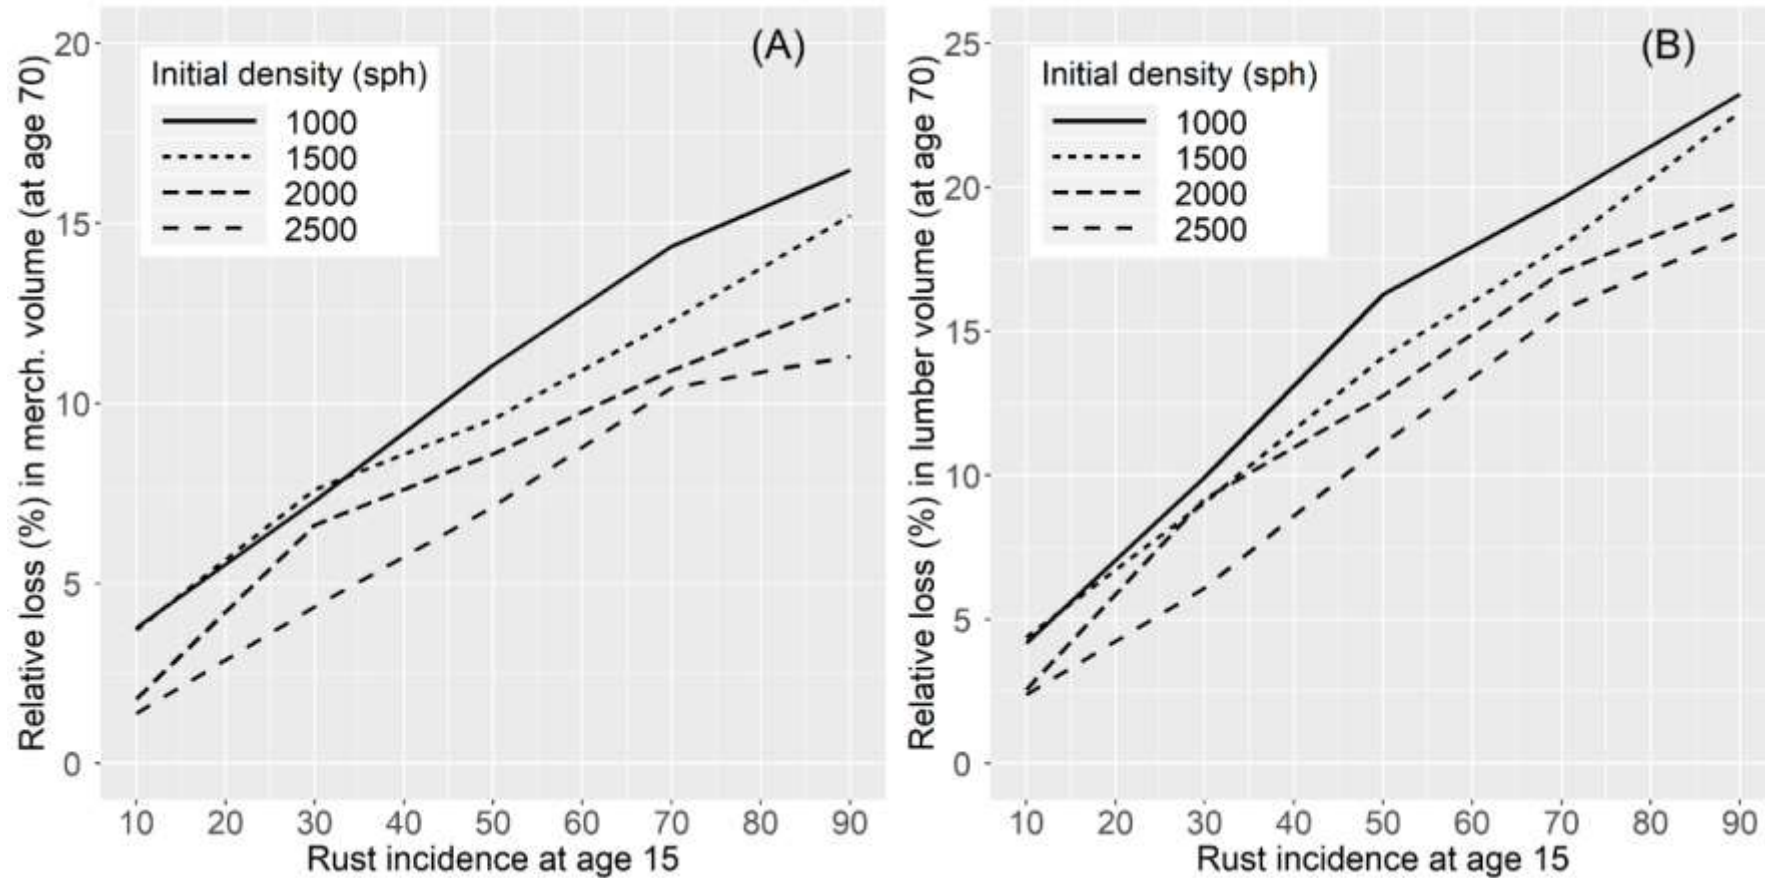 (A)
Initial density (sph)
1000
1500
2000
2500
Relative loss (%) in merch. volume (at age 70)
20
15
10
5
0
10 20 30 40 50 60 70 80 90
Rust incidence at age 15
(B)
Initial density (sph)
1000
1500
2000
2500
Relative loss (%) in lumber volume (at age 70)
25
20
15
10
5
0
10 20 30 40 50 60 70 80 90
Rust incidence at age 15